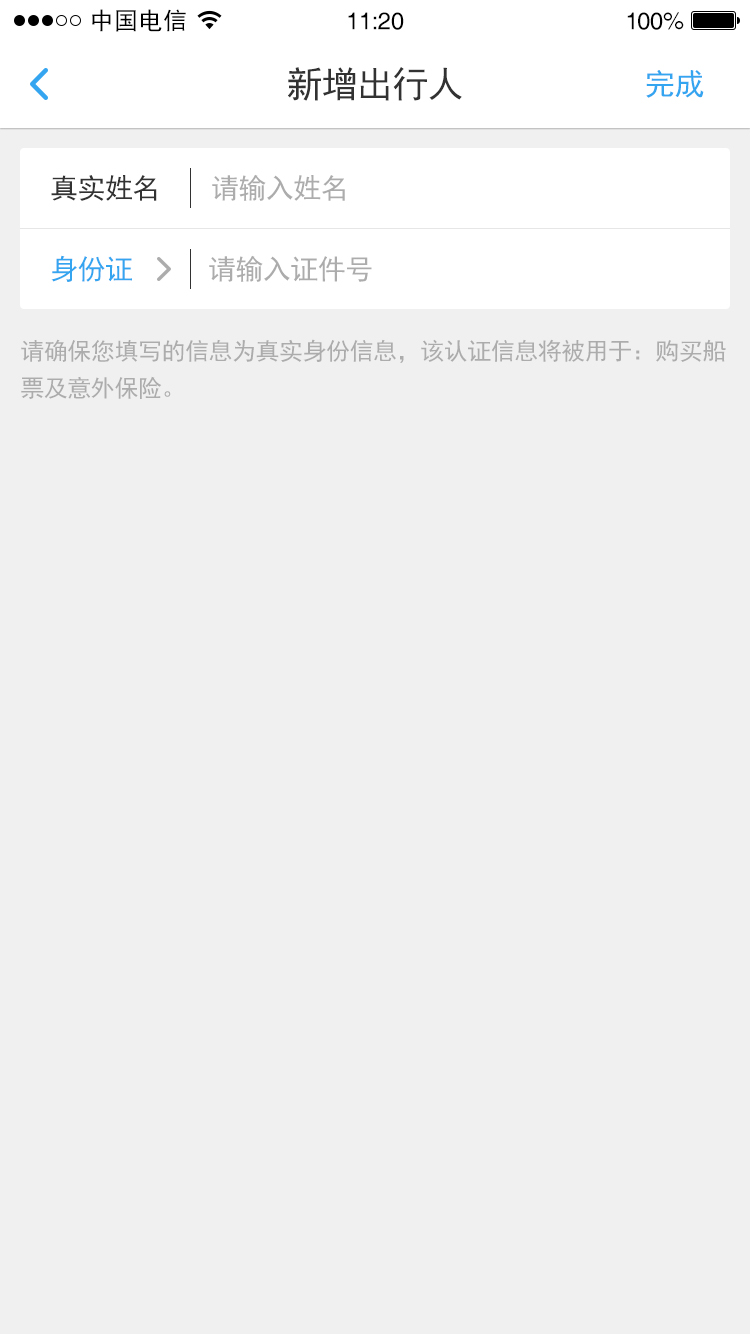 中国电信 11:20 100%
新增出行人 完成
真实姓名 请输入姓名
身份证 请输入证件号
请确保您填写的信息为真实身份信息，该认证信息将被用于：购买船
票及意外保险。